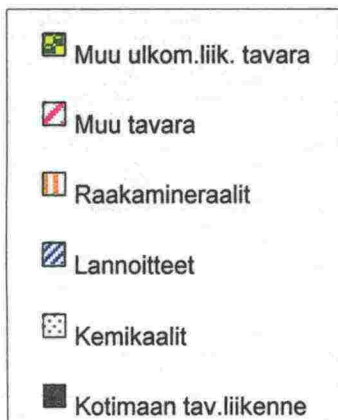 Muu ulkom.liik. tavara
Muu tavara
Raakamineraalit
Lannoitteet
Kemikaalit
Kotimaan tav.liikenne